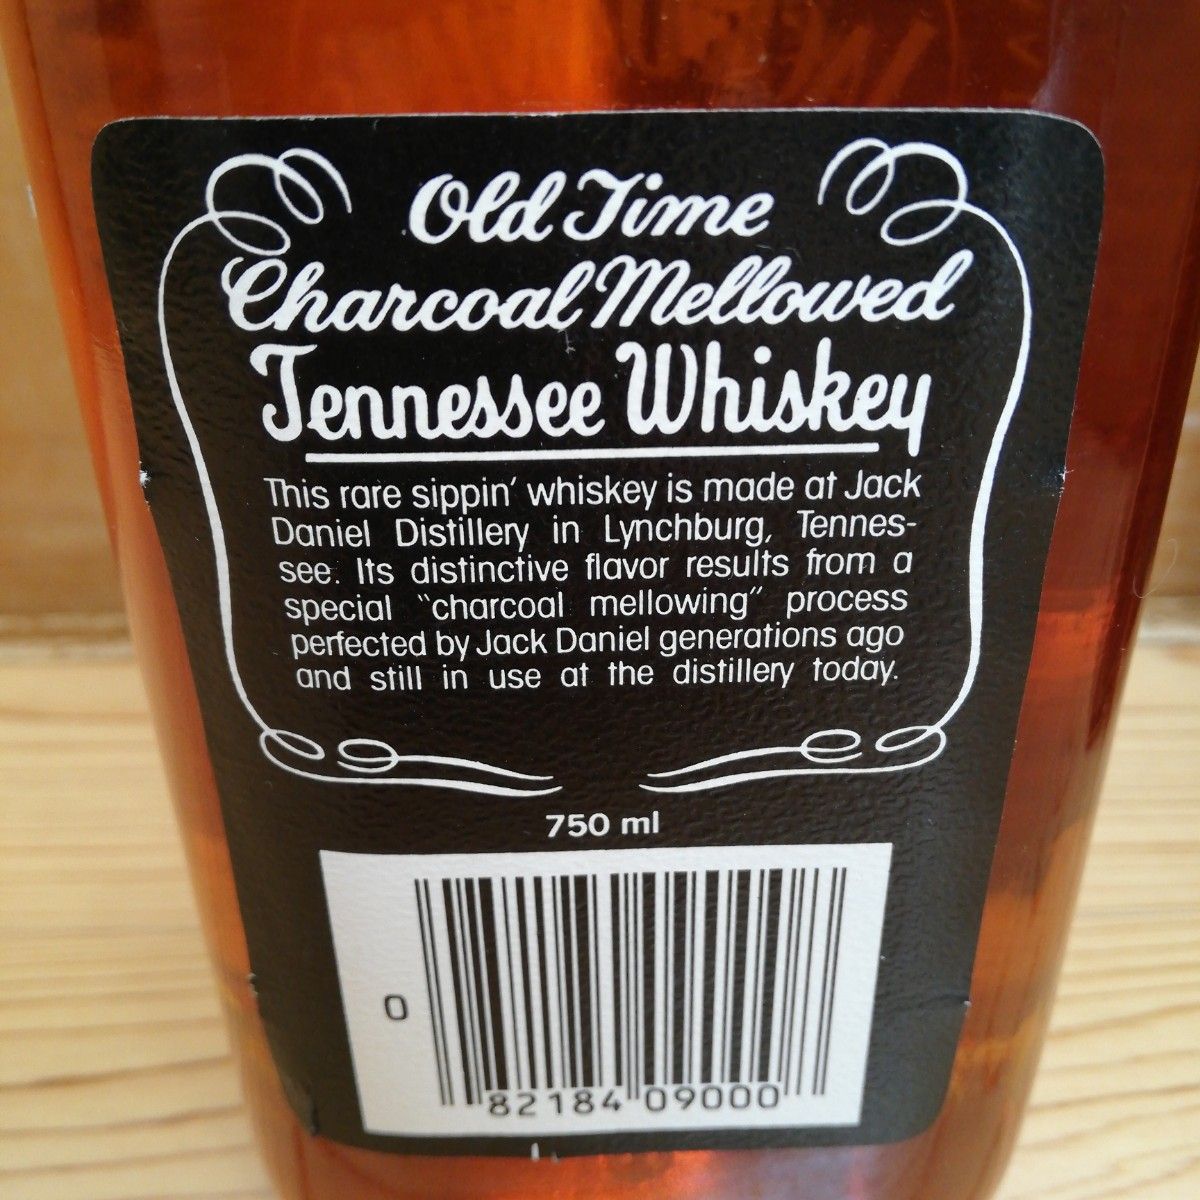 Old Time
Charcoal Mellowed
Tennessee Whiskey
This rare sippin' whiskey is made at Jack
Daniel Distillery in Lynchburg, Tennes-
see. Its distinctive flavor results from a
special "charcoal mellowing" process
perfected by Jack Daniel generations ago
and still in use at the distillery today.
750 ml
0
82184 09000